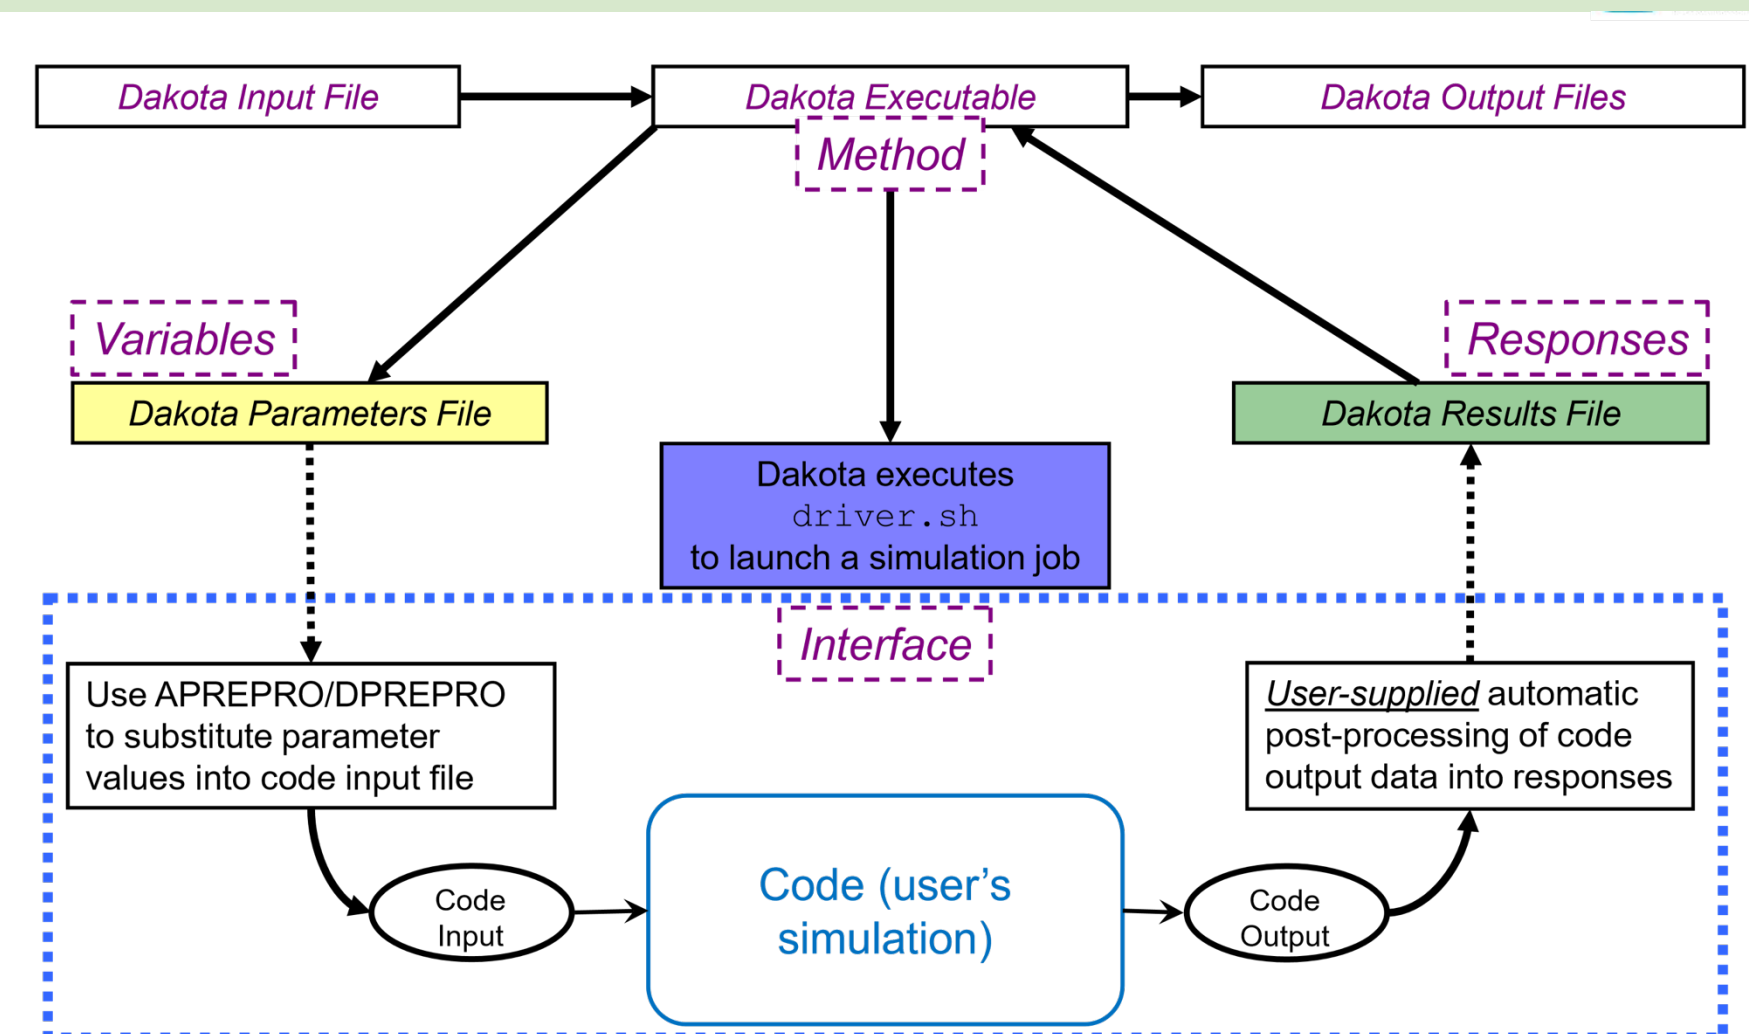 Dakota Input File
Dakota Executable
Dakota Output Files
Method
Variables
Responses
Dakota Parameters File
Dakota Results File
Dakota executes
driver.sh
to launch a simulation job
Interface
Use APREPRO/DPREPRO
to substitute parameter
values into code input file
User-supplied automatic
post-processing of code
output data into responses
Code
Input
Code (user’s
simulation)
Code
Output